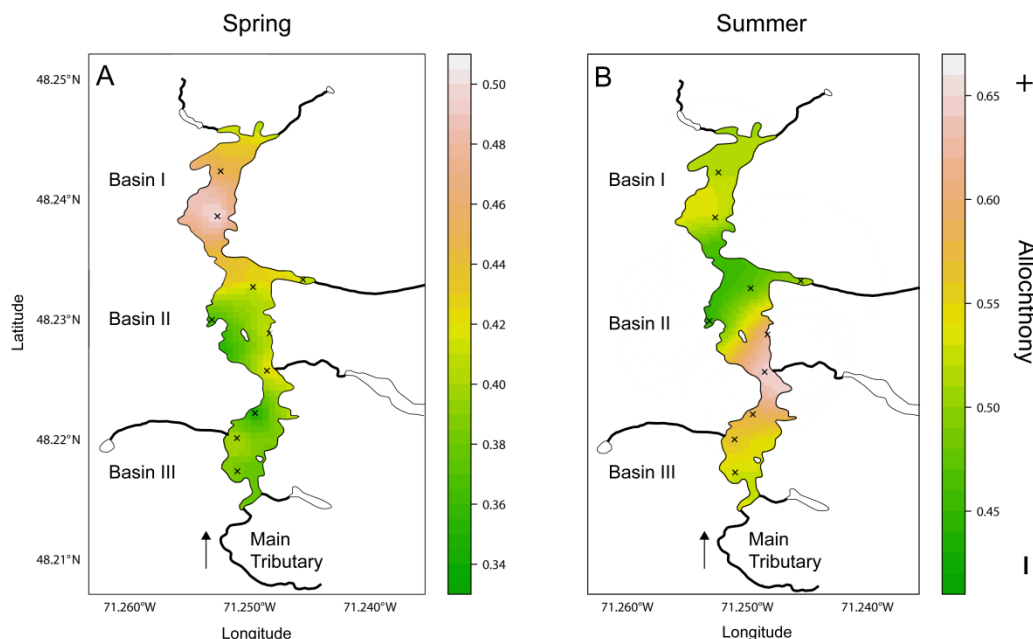 Spring
Summer
A
B
48.25°N
48.24°N
48.23°N
48.22°N
48.21°N
Latitude
Basin I
Basin II
Basin III
Main
Tributary
71.260°W
71.250°W
71.240°W
Longitude
0.50
0.48
0.46
0.44
0.42
0.40
0.38
0.36
0.34
Basin I
Basin II
Basin III
Main
Tributary
71.260°W
71.250°W
71.240°W
Longitude
0.65
0.60
0.55
0.50
0.45
+
Allochthony
–